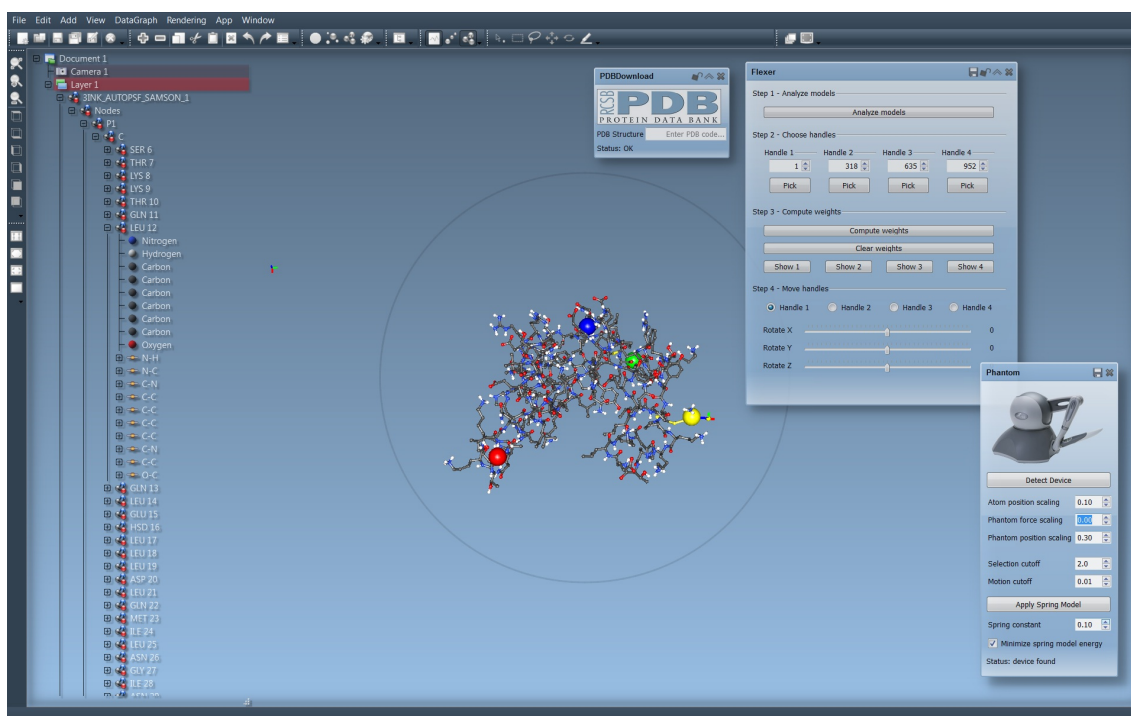 File Edit Add View DataGraph Rendering App Window
Document 1
Camera 1
Layer 1
3INK_AUTOPSF_SAMSON_1
Nodes
P1
C
SER 6
THR 7
LYS 8
LYS 9
THR 10
GLN 11
LEU 12
Nitrogen
Hydrogen
Carbon
Carbon
Carbon
Carbon
Carbon
Carbon
Oxygen
N-H
N-C
C-N
C-C
C-C
C-C
C-C
C-N
C-C
O-C
GLN 13
LEU 14
GLU 15
HSD 16
LEU 17
LEU 18
LEU 19
ASP 20
LEU 21
GLN 22
MET 23
ILE 24
LEU 25
ASN 26
GLY 27
ILE 28
ASN 29
PDBDownload
RCSB PDB
PROTEIN DATA BANK
PDB Structure Enter PDB code...
Status: OK
Flexer
Step 1 - Analyze models
Analyze models
Step 2 - Choose handles
Handle 1 Handle 2 Handle 3 Handle 4
1 318 635 952
Pick Pick Pick Pick
Step 3 - Compute weights
Compute weights
Clear weights
Show 1 Show 2 Show 3 Show 4
Step 4 - Move handles
Handle 1 Handle 2 Handle 3 Handle 4
Rotate X 0
Rotate Y 0
Rotate Z
Phantom
Detect Device
Atom position scaling 0.10
Phantom force scaling 0.00
Phantom position scaling 0.30
Selection cutoff 2.0
Motion cutoff 0.01
Apply Spring Model
Spring constant 0.10
Minimize spring model energy
Status: device found